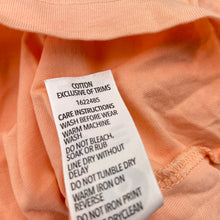 COTTON
EXCLUSIVE OF TRIMS
1622485
CARE INSTRUCTIONS
WASH BEFORE WEAR
WARM MACHINE
WASH
DO NOT BLEACH,
SOAK OR RUB
LINE DRY WITHOUT
DELAY
DO NOT TUMBLE DRY
WARM IRON ON
REVERSE
DO NOT IRON PRINT
DRYCLEAN